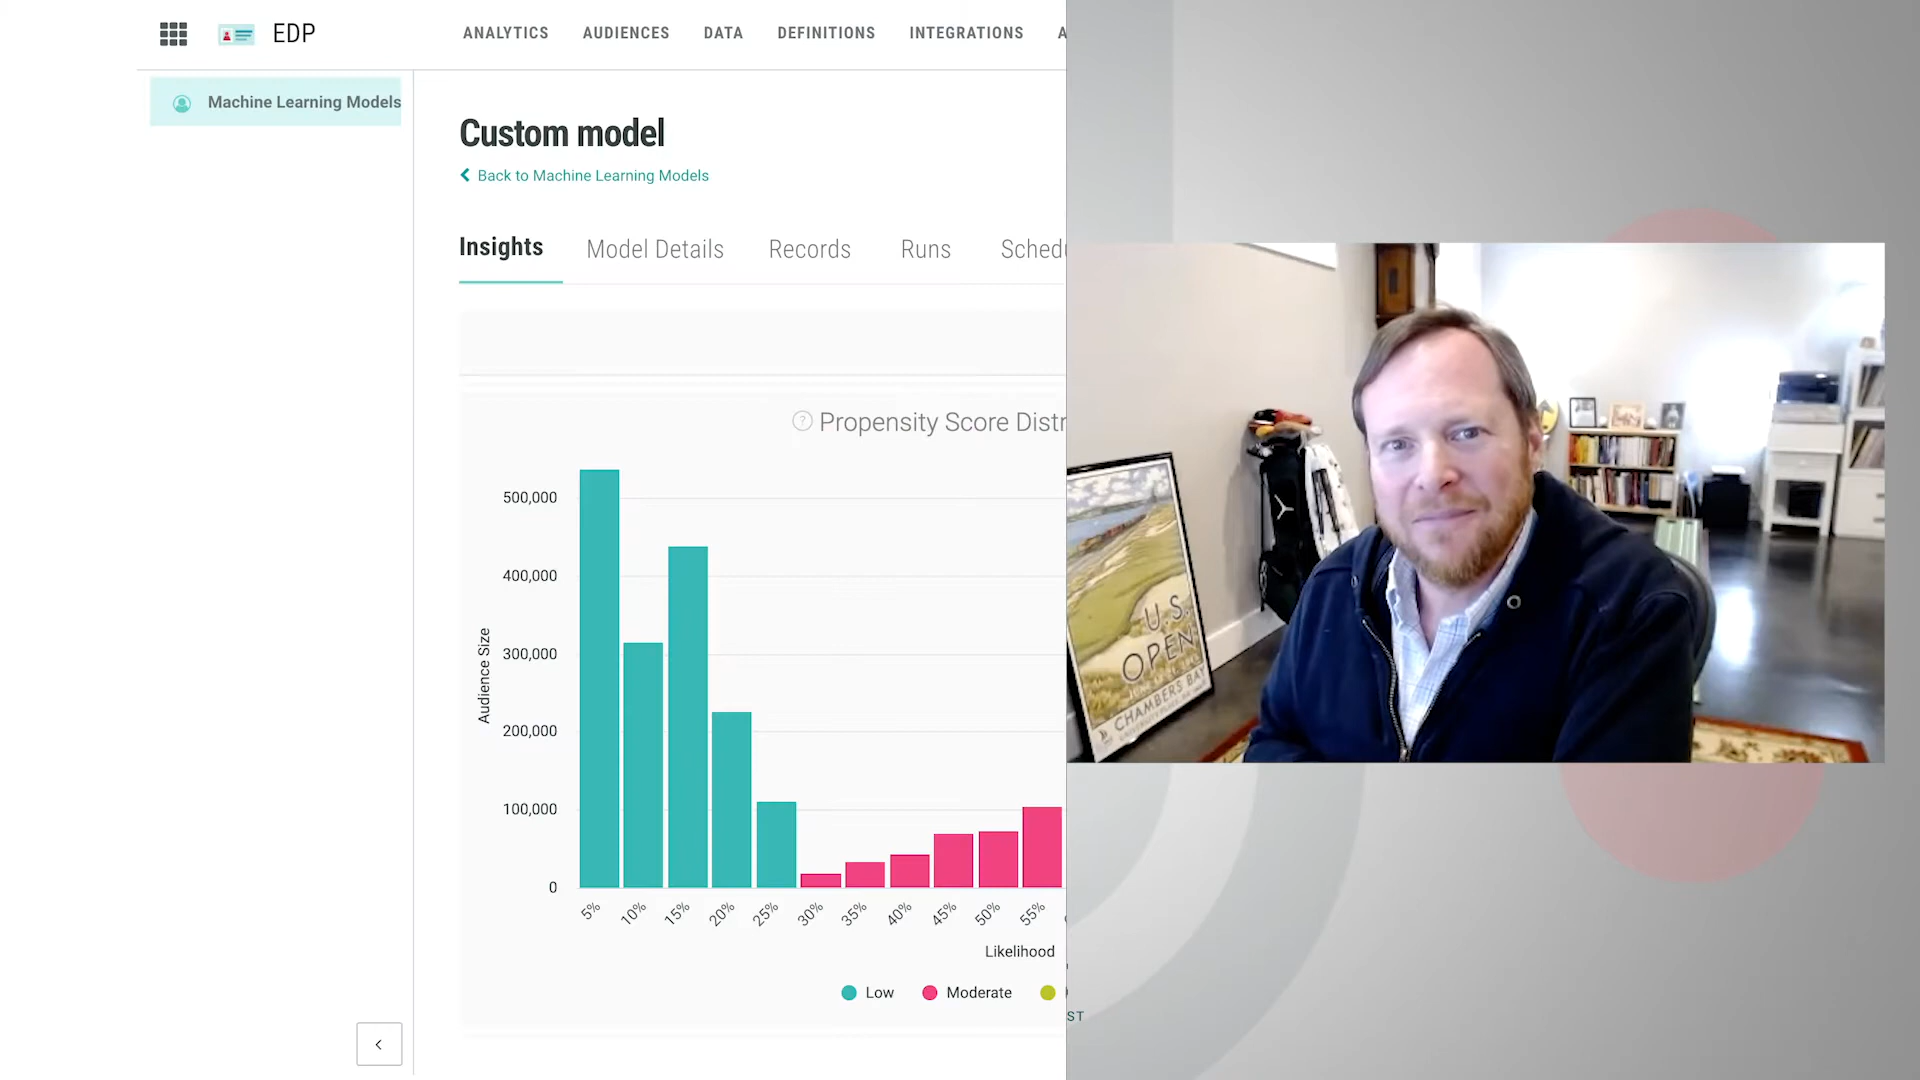 EDP
ANALYTICS
AUDIENCES
DATA
DEFINITIONS
INTEGRATIONS
A
Machine Learning Models
Custom model
Back to Machine Learning Models
Insights
Model Details
Records
Runs
Sched
? Propensity Score Distr
500,000
400,000
300,000
200,000
100,000
0
Audience Size
5%
10%
15%
20%
25%
30%
35%
40%
45%
50%
55%
Likelihood
Low
Moderate
ST
U.S.
OPEN
CHAMBERS BAY